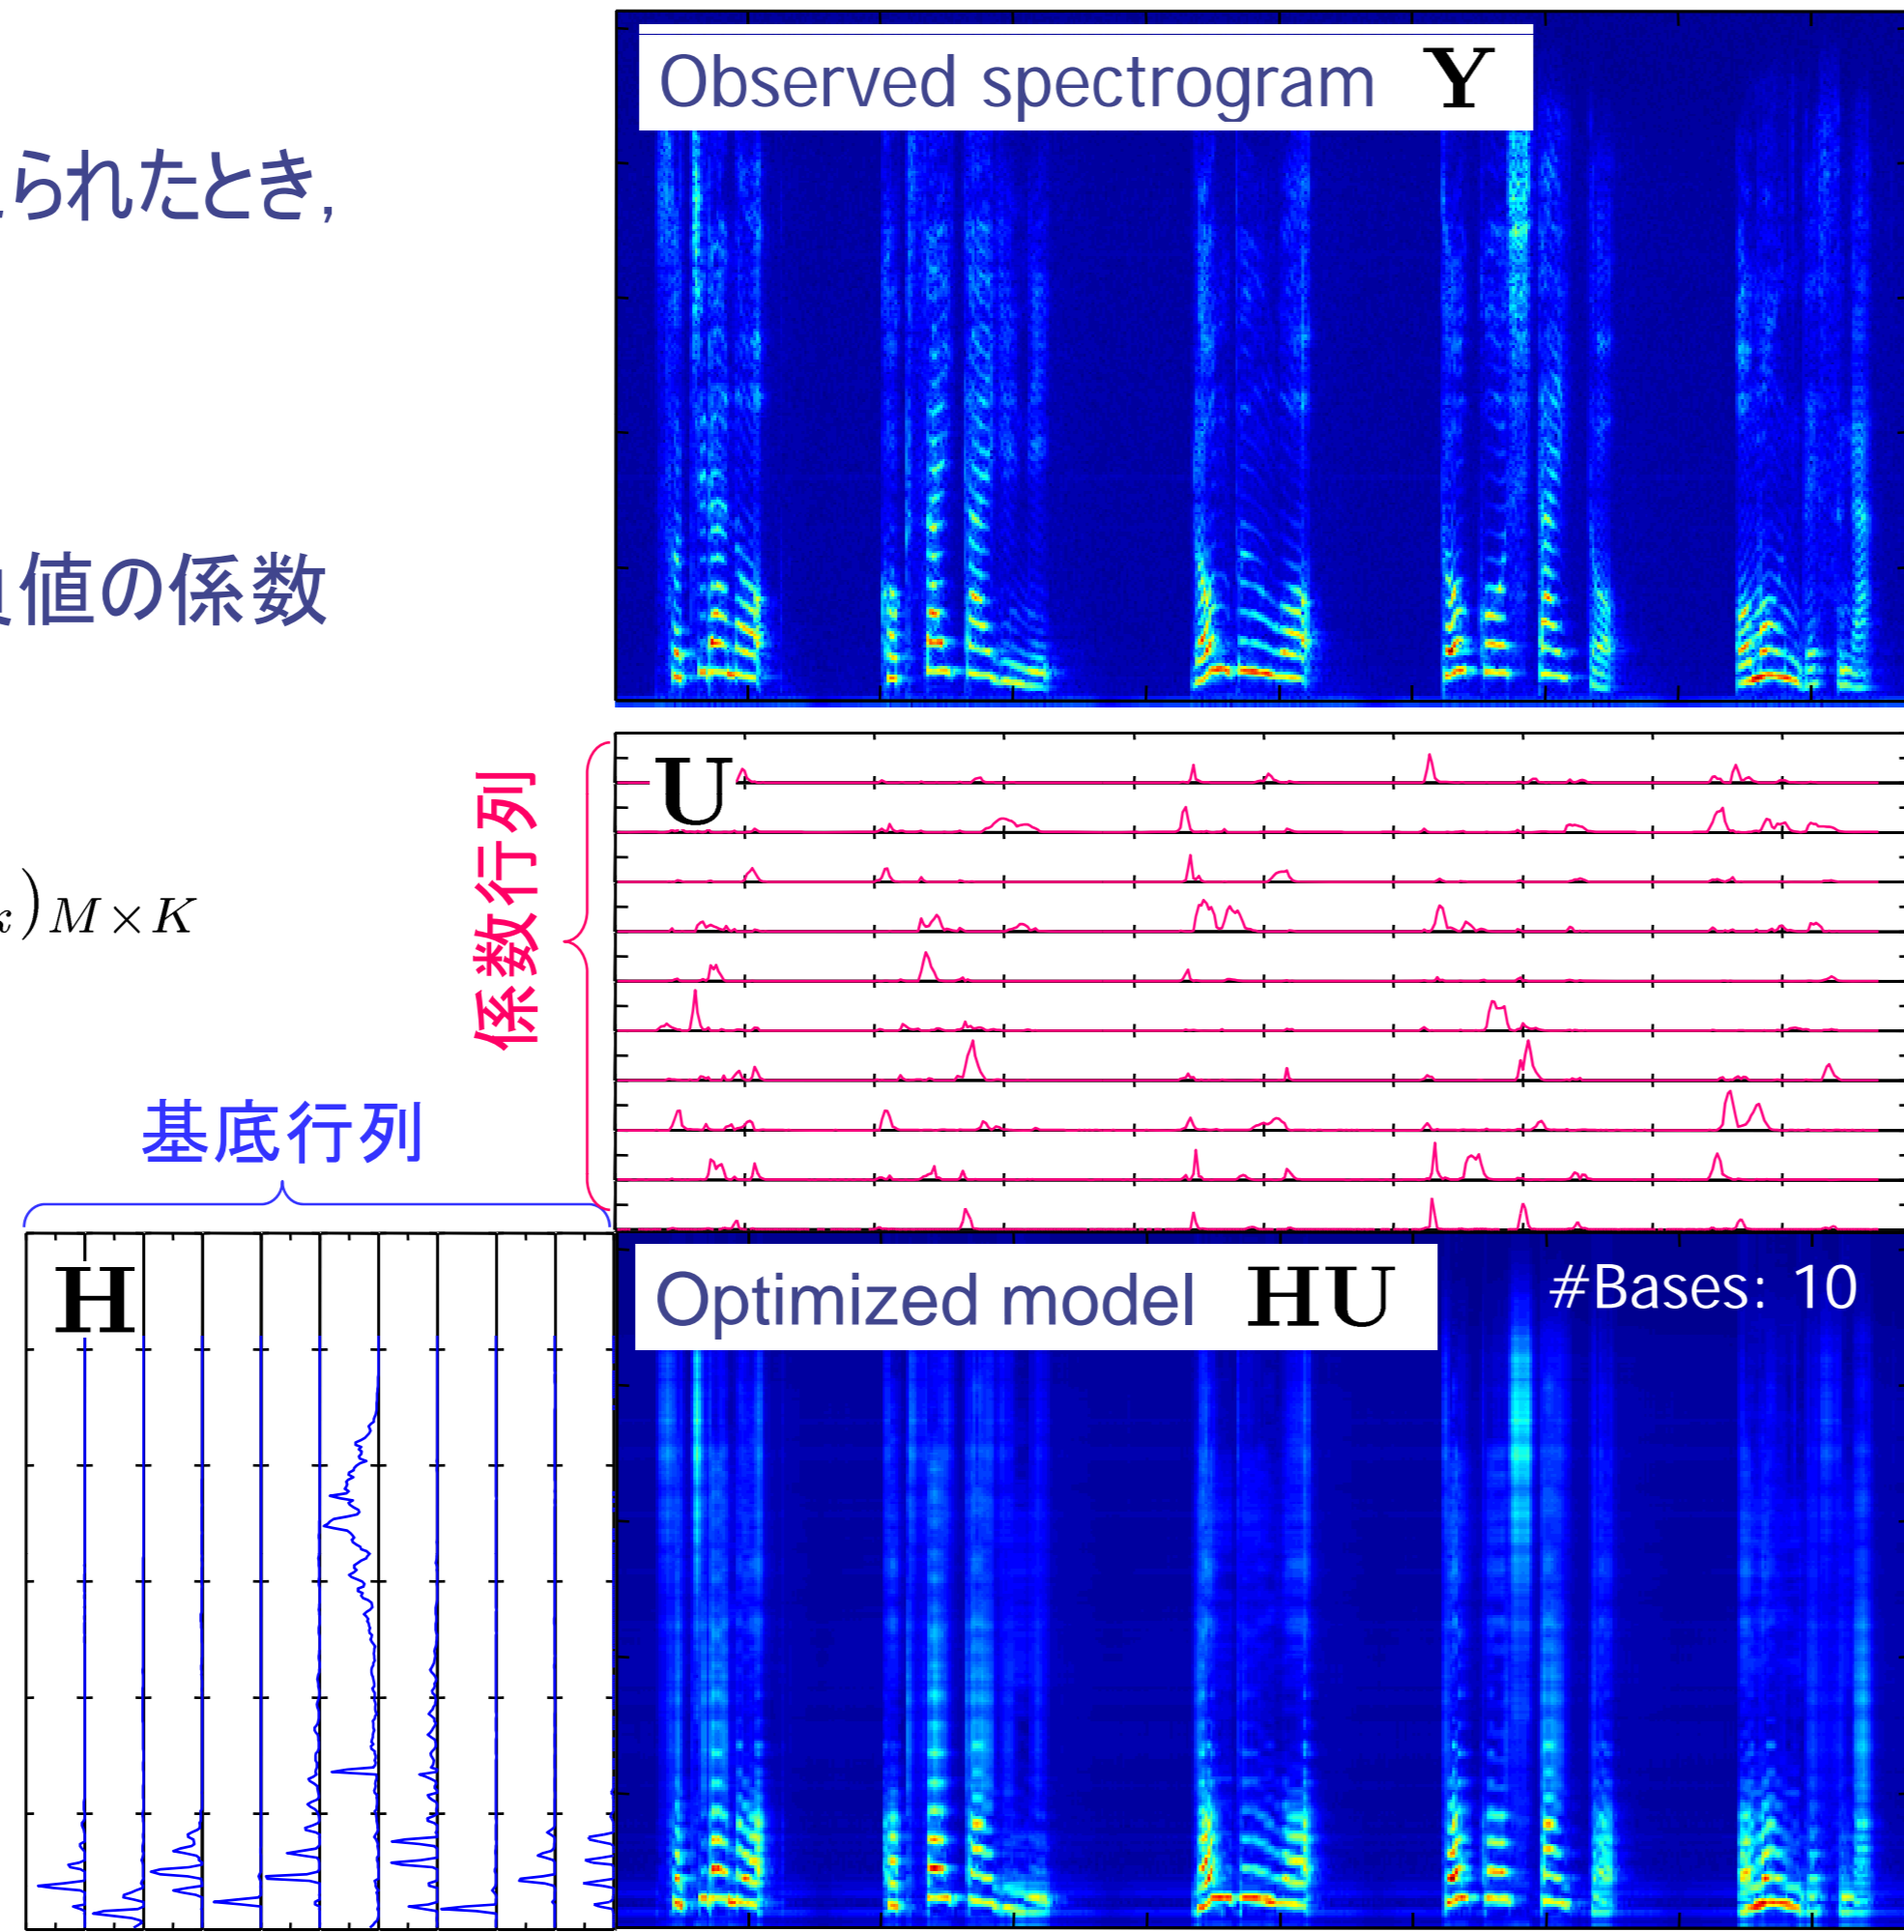 Observed spectrogram Y
られたとき,
値の係数
U
係数行列
)M×K
基底行列
H
Optimized model HU
#Bases: 10